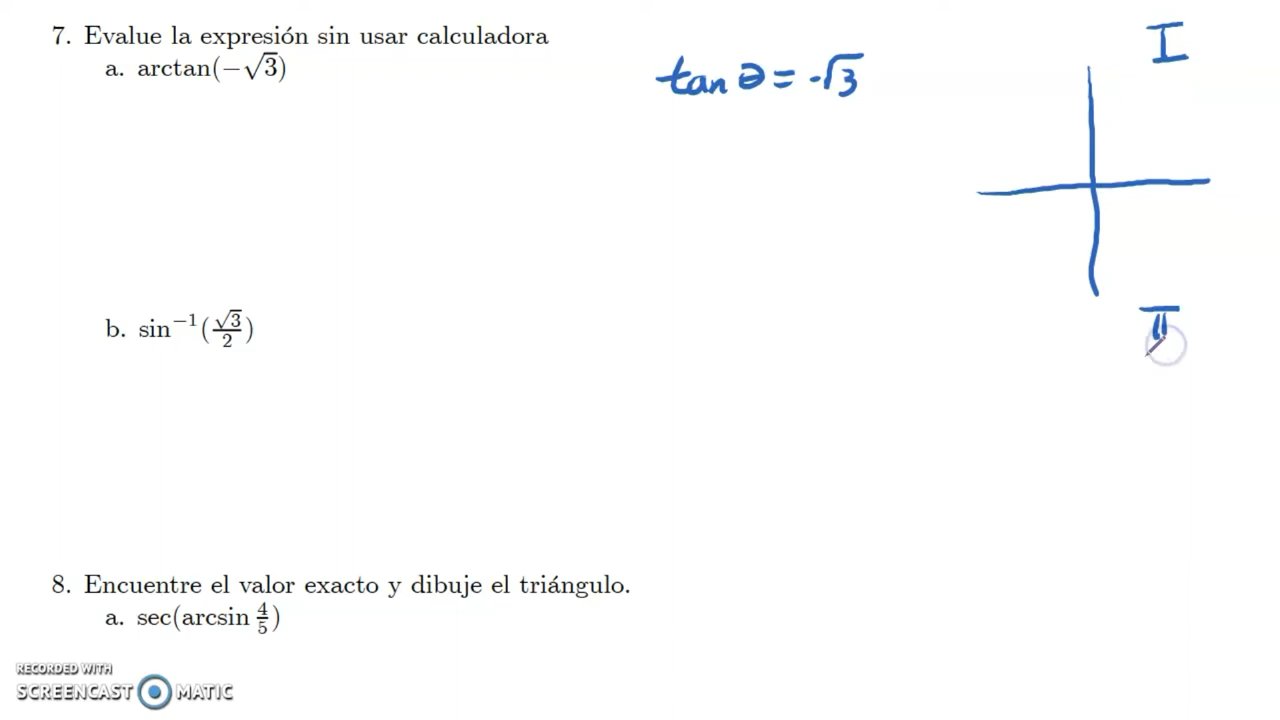 7. Evalue la expresión sin usar calculadora
a. arctan(−√3)
tan θ = -√3
I
b. sin⁻¹(√3/2)
8. Encuentre el valor exacto y dibuje el triángulo.
a. sec(arcsin 4/5)
RECORDED WITH
SCREENCAST MATIC